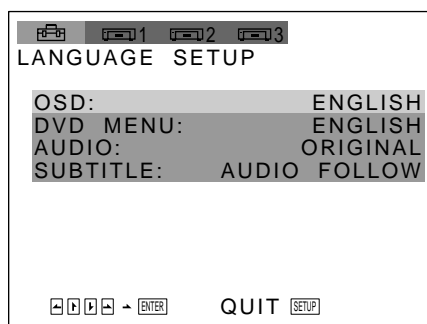 1 2 3
LANGUAGE SETUP
OSD: ENGLISH
DVD MENU: ENGLISH
AUDIO: ORIGINAL
SUBTITLE: AUDIO FOLLOW
ENTER QUIT SETUP